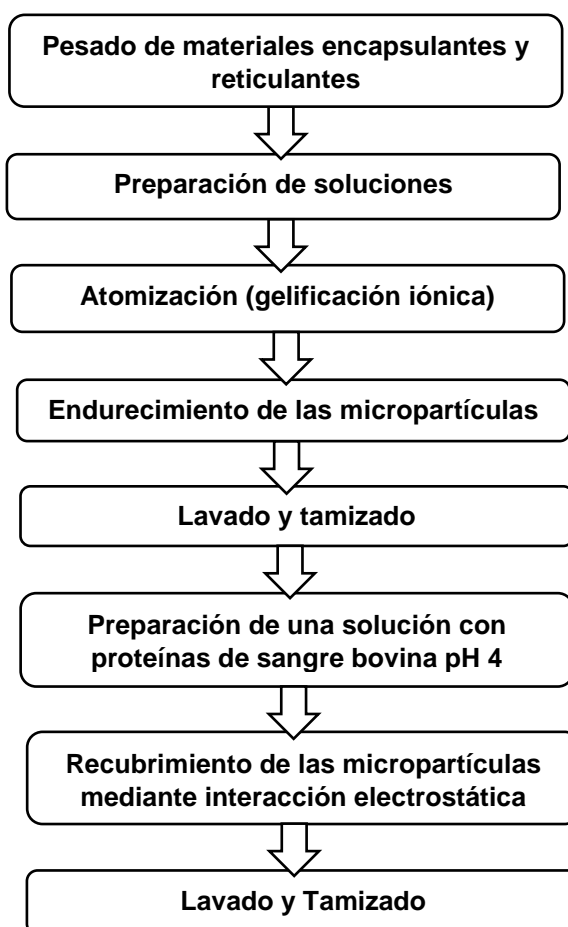 Pesado de materiales encapsulantes y
reticulantes
Preparación de soluciones
Atomización (gelificación iónica)
Endurecimiento de las micropartículas
Lavado y tamizado
Preparación de una solución con
proteínas de sangre bovina pH 4
Recubrimiento de las micropartículas
mediante interacción electrostática
Lavado y Tamizado